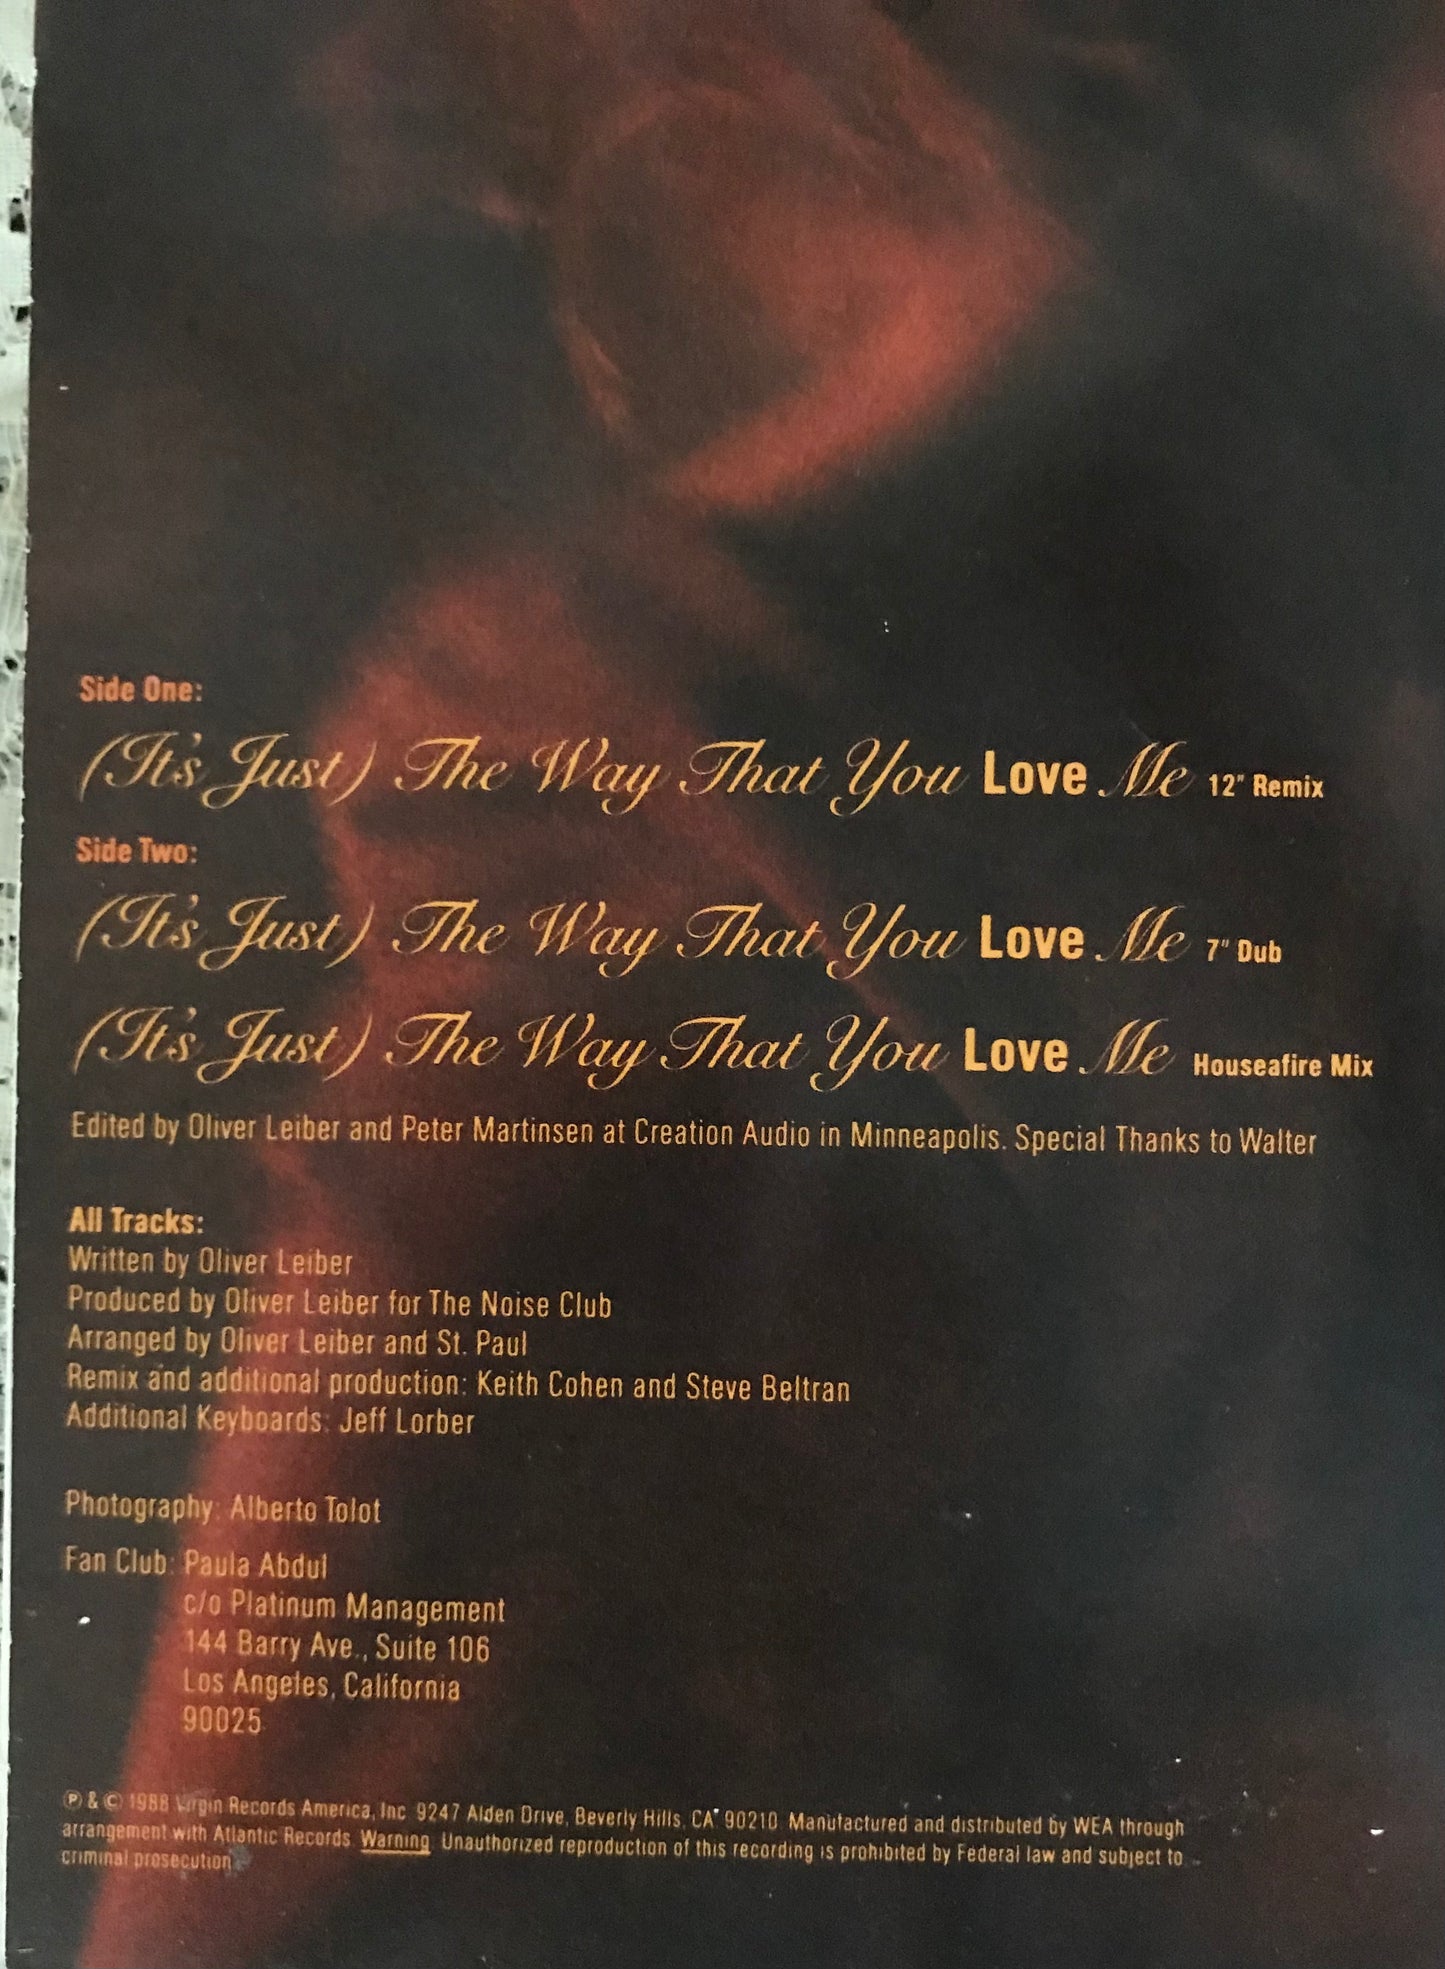 Side One:
(It's Just) The Way That You Love Me 12" Remix
Side Two:
(It's Just) The Way That You Love Me 7" Dub
(It's Just) The Way That You Love Me Houseafire Mix
Edited by Oliver Leiber and Peter Martinsen at Creation Audio in Minneapolis. Special Thanks to Walter
All Tracks:
Written by Oliver Leiber
Produced by Oliver Leiber for The Noise Club
Arranged by Oliver Leiber and St. Paul
Remix and additional production: Keith Cohen and Steve Beltran
Additional Keyboards: Jeff Lorber
Photography: Alberto Tolot
Fan Club: Paula Abdul
c/o Platinum Management
144 Barry Ave., Suite 106
Los Angeles, California
90025
℗ & © 1988 Virgin Records America, Inc. 9247 Alden Drive, Beverly Hills, CA. 90210. Manufactured and distributed by WEA through
arrangement with Atlantic Records. Warning: Unauthorized reproduction of this recording is prohibited by Federal law and subject to
criminal prosecution.